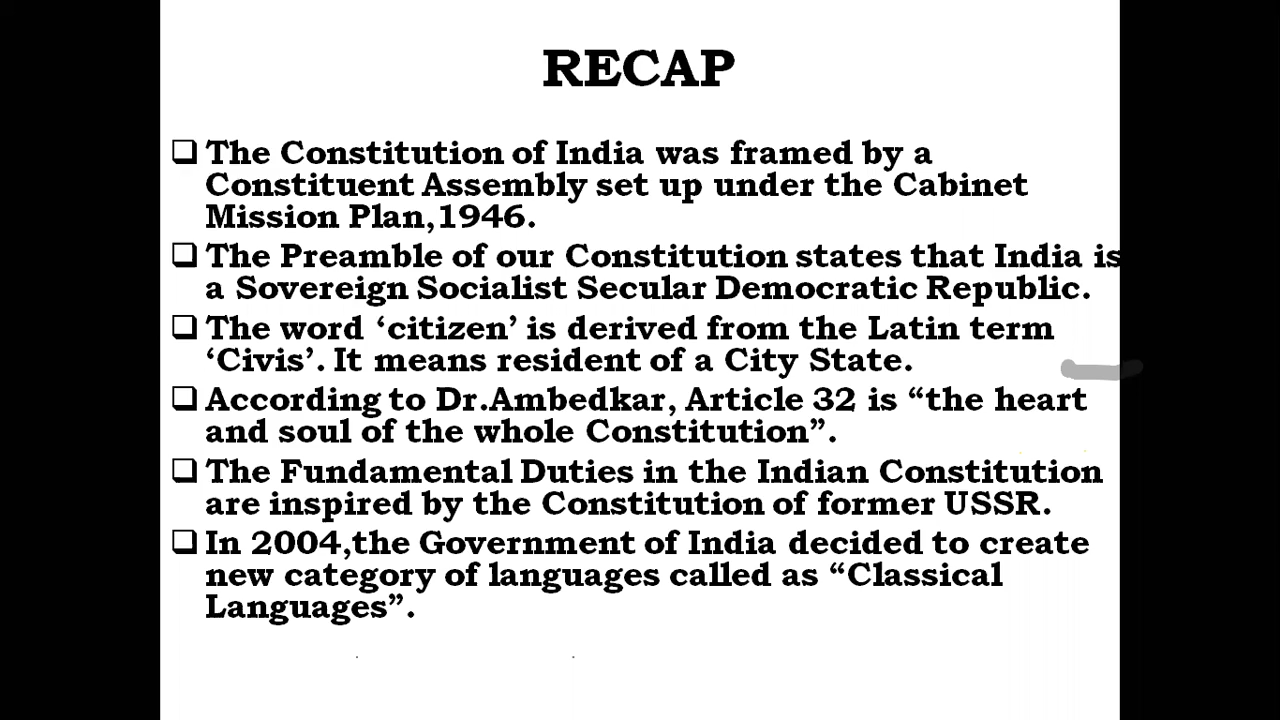 RECAP
❑ The Constitution of India was framed by a
Constituent Assembly set up under the Cabinet
Mission Plan,1946.
❑ The Preamble of our Constitution states that India is
a Sovereign Socialist Secular Democratic Republic.
❑ The word ‘citizen’ is derived from the Latin term
‘Civis’. It means resident of a City State.
❑ According to Dr.Ambedkar, Article 32 is “the heart
and soul of the whole Constitution”.
❑ The Fundamental Duties in the Indian Constitution
are inspired by the Constitution of former USSR.
❑ In 2004,the Government of India decided to create
new category of languages called as “Classical
Languages”.